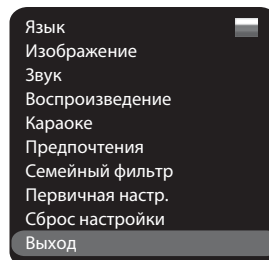 Язык
Изображение
Звук
Воспроизведение
Караоке
Предпочтения
Семейный фильтр
Первичная настр.
Сброс настройки
Выход